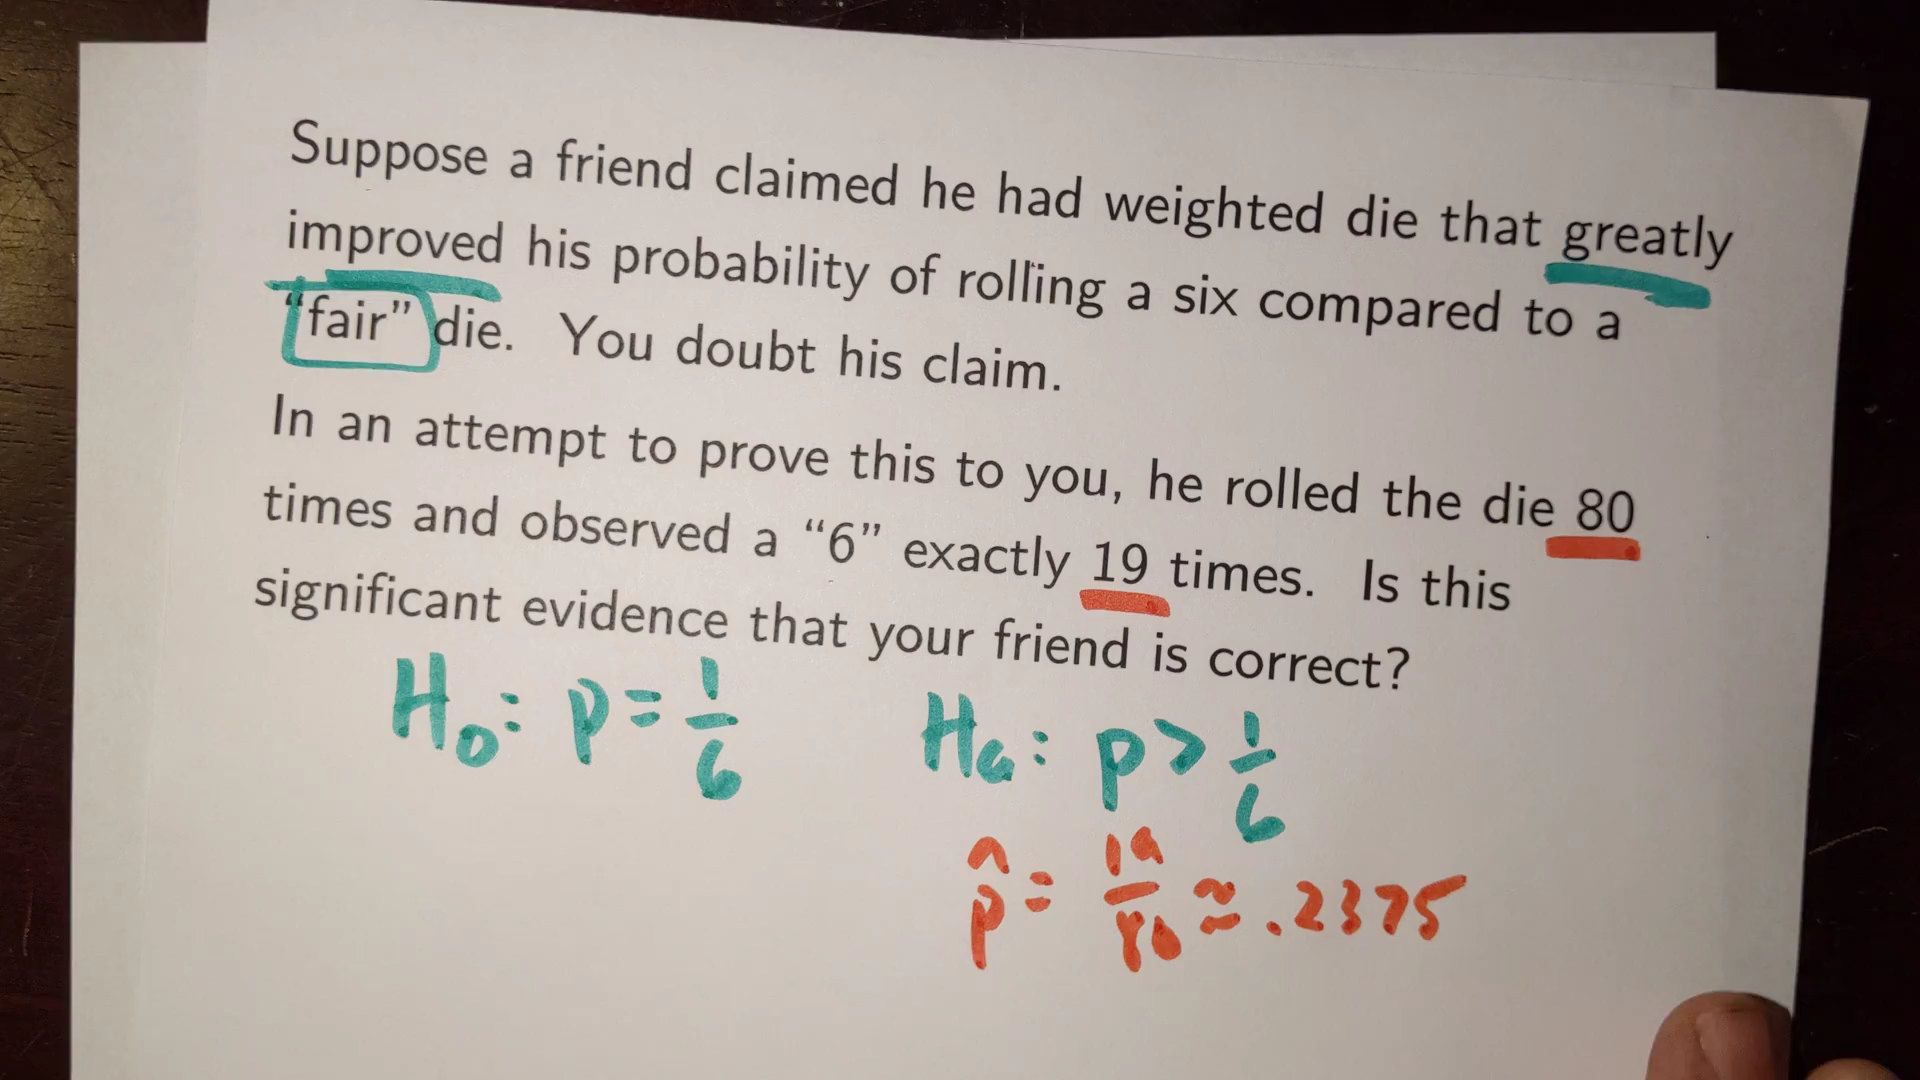 Suppose a friend claimed he had weighted die that greatly
improved his probability of rolling a six compared to a
“fair” die. You doubt his claim.
In an attempt to prove this to you, he rolled the die 80
times and observed a “6” exactly 19 times. Is this
significant evidence that your friend is correct?
H₀: p = 1/6 Hₐ: p > 1/6
p̂ = 19/80 ≈ .2375